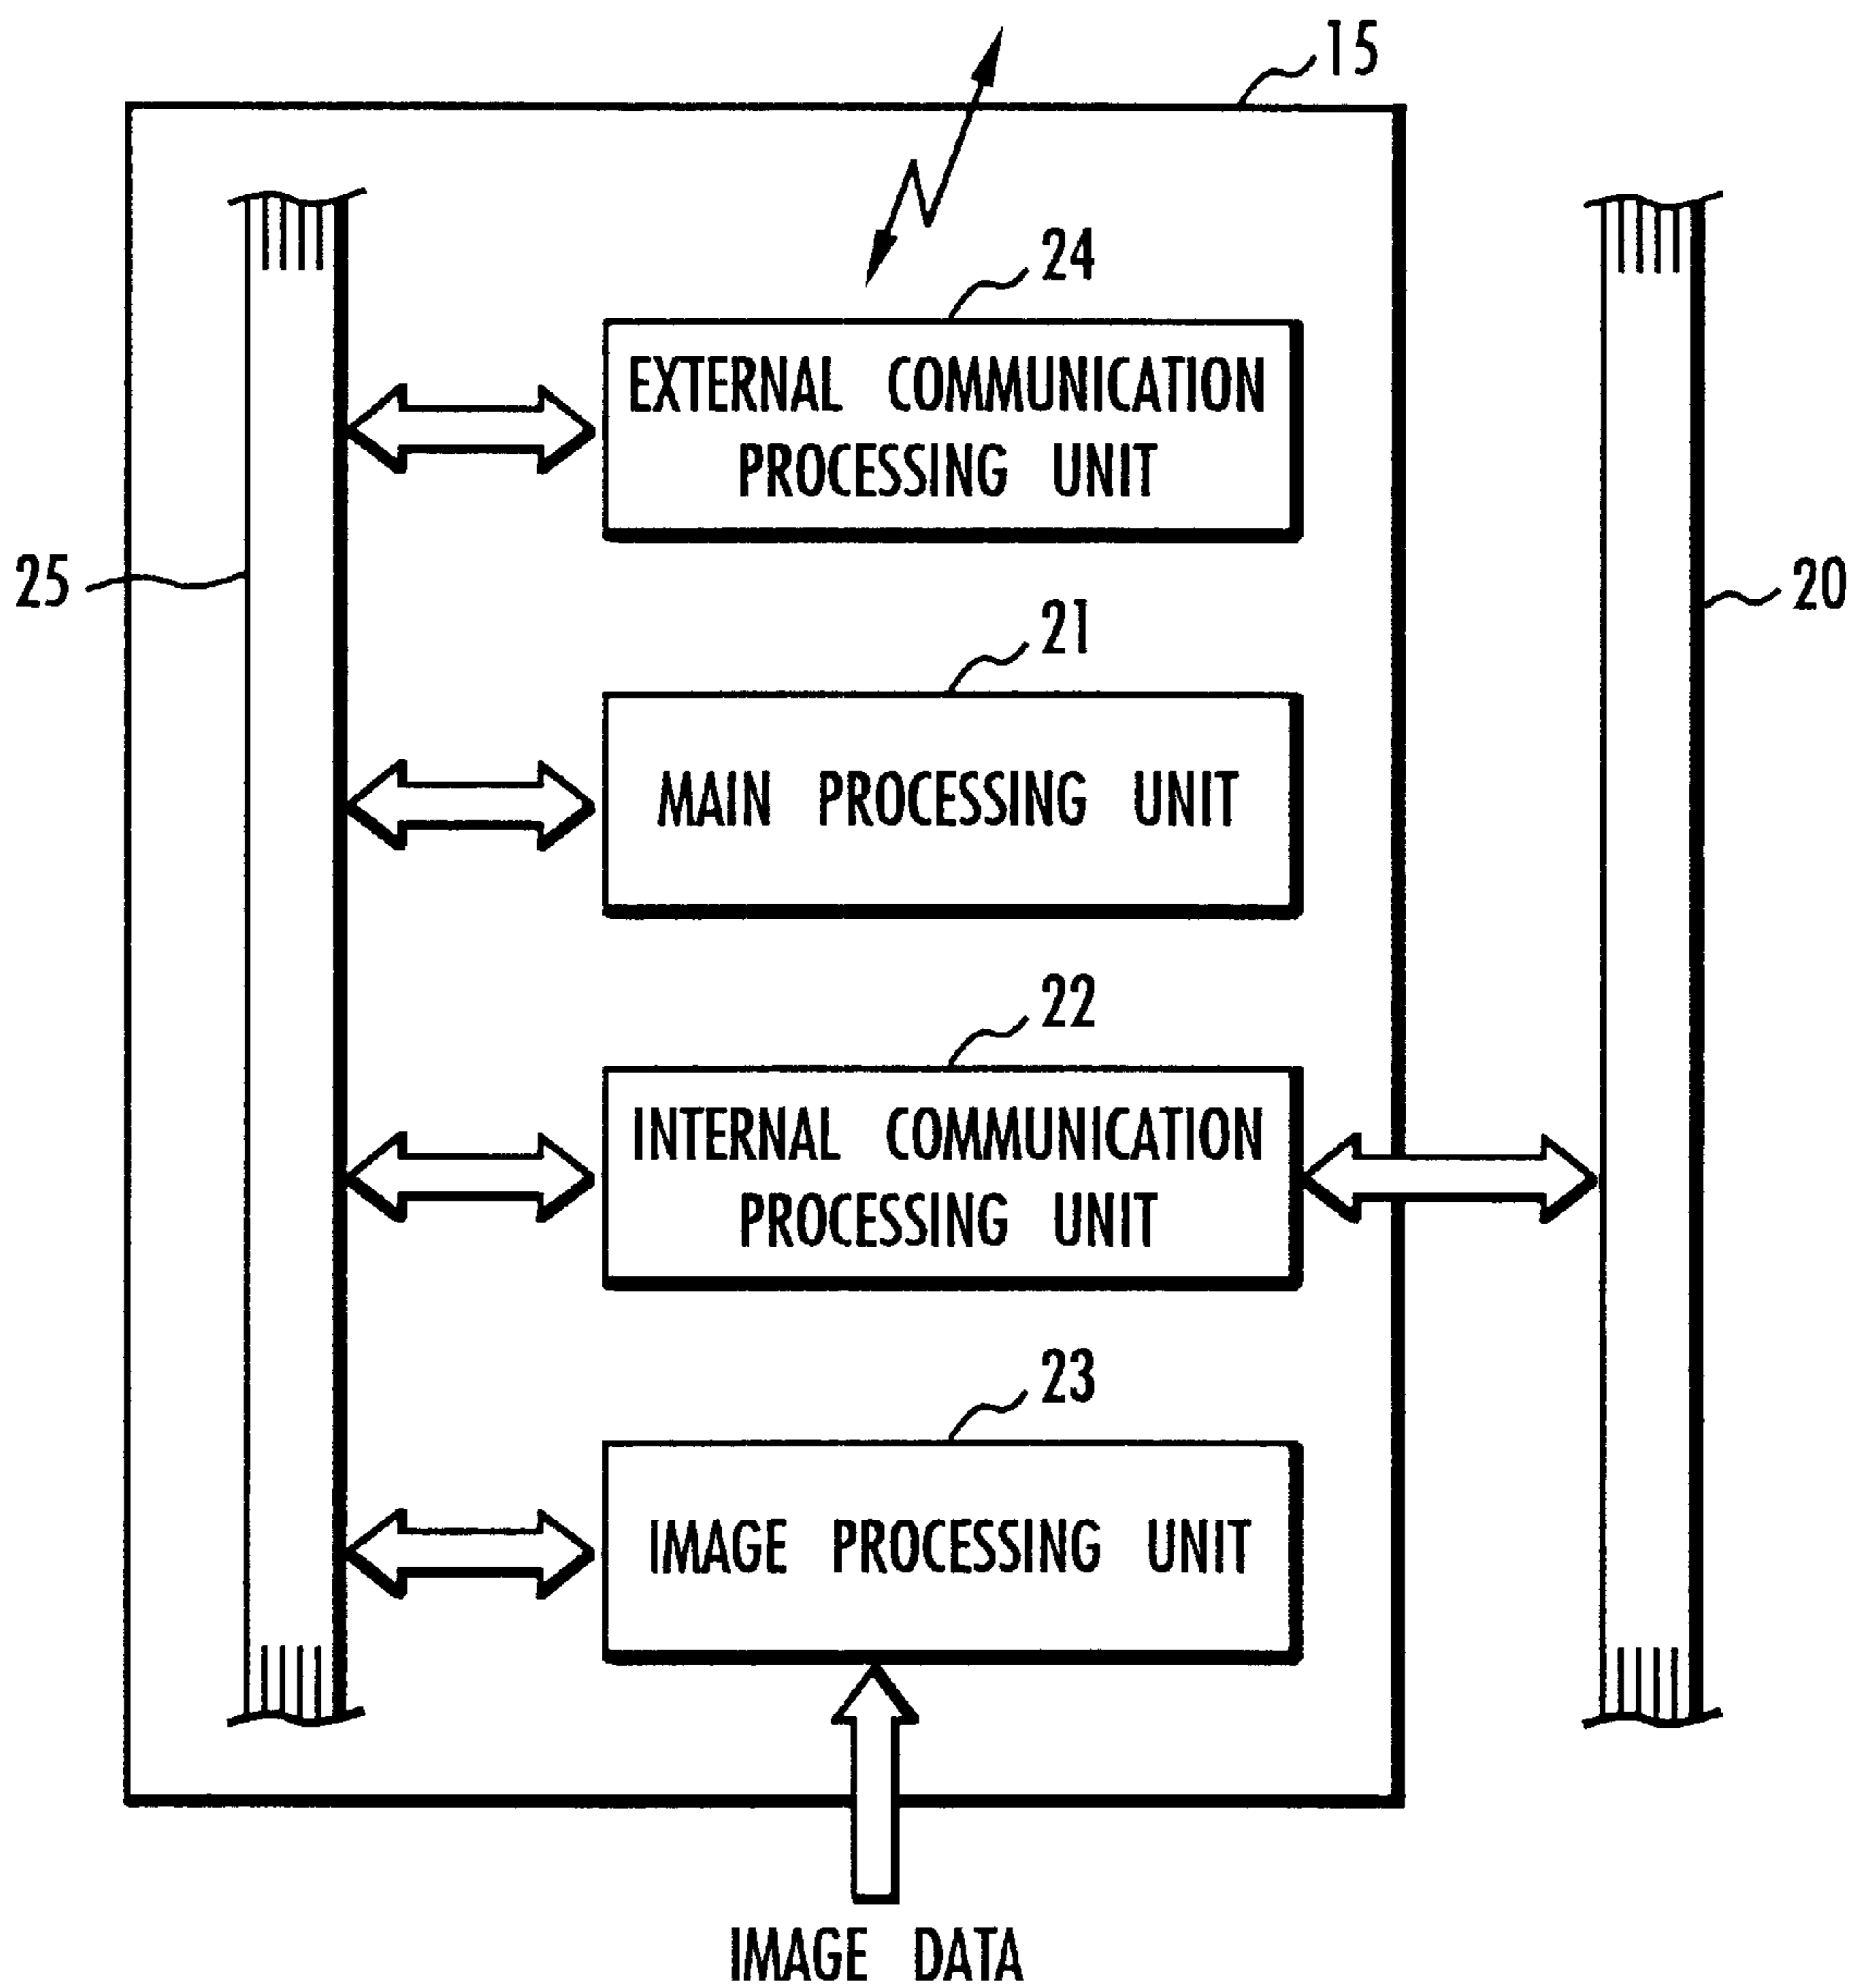 15
24
EXTERNAL COMMUNICATION
PROCESSING UNIT
25
20
21
MAIN PROCESSING UNIT
22
INTERNAL COMMUNICATION
PROCESSING UNIT
23
IMAGE PROCESSING UNIT
IMAGE DATA